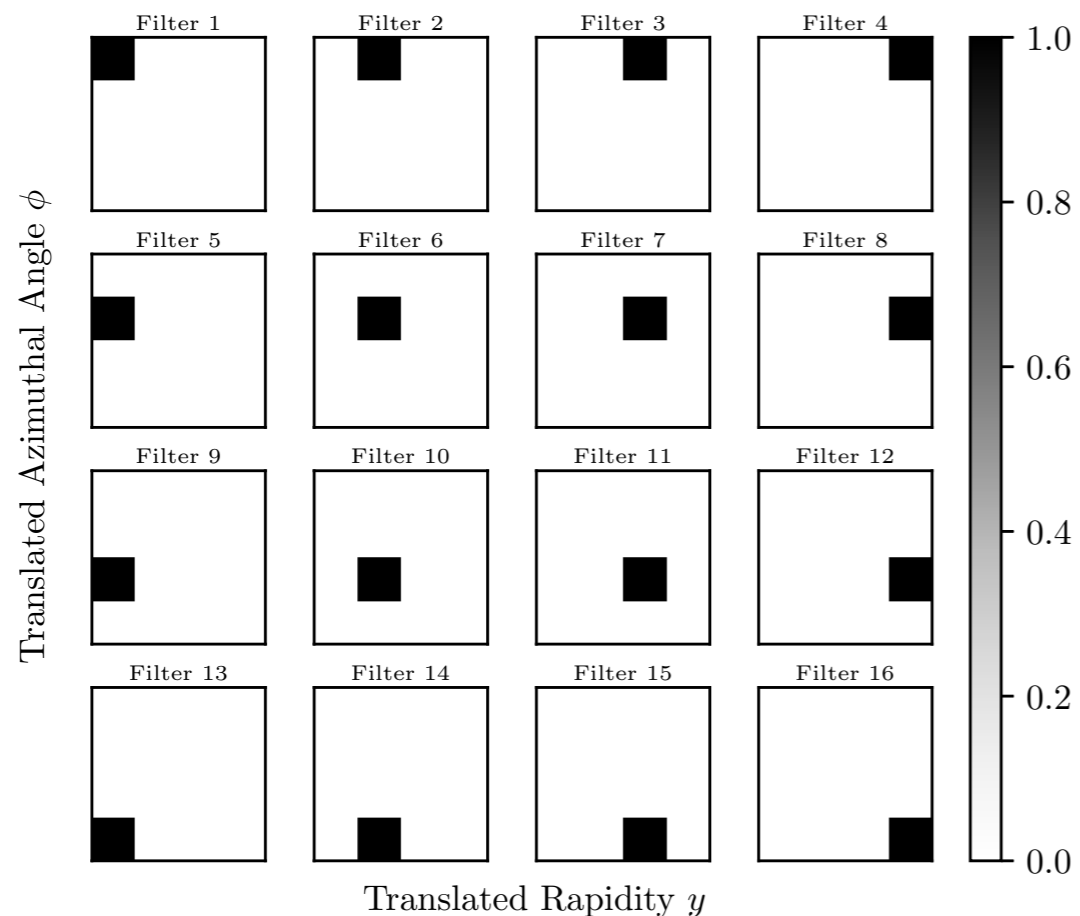 Filter 1 Filter 2 Filter 3 Filter 4
Filter 5 Filter 6 Filter 7 Filter 8
Filter 9 Filter 10 Filter 11 Filter 12
Filter 13 Filter 14 Filter 15 Filter 16
Translated Azimuthal Angle ϕ
Translated Rapidity y
1.0
0.8
0.6
0.4
0.2
0.0